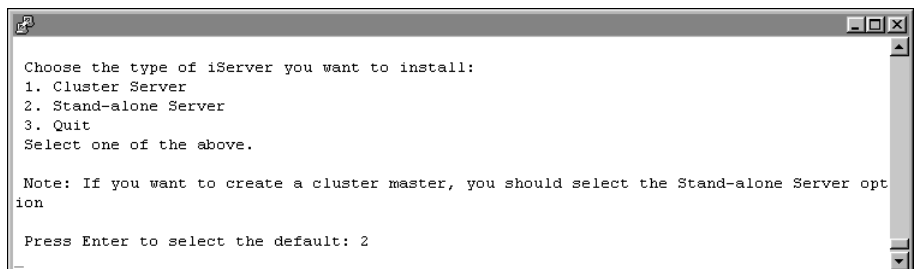 Choose the type of iServer you want to install:
1. Cluster Server
2. Stand-alone Server
3. Quit
Select one of the above.
Note: If you want to create a cluster master, you should select the Stand-alone Server opt
ion
Press Enter to select the default: 2